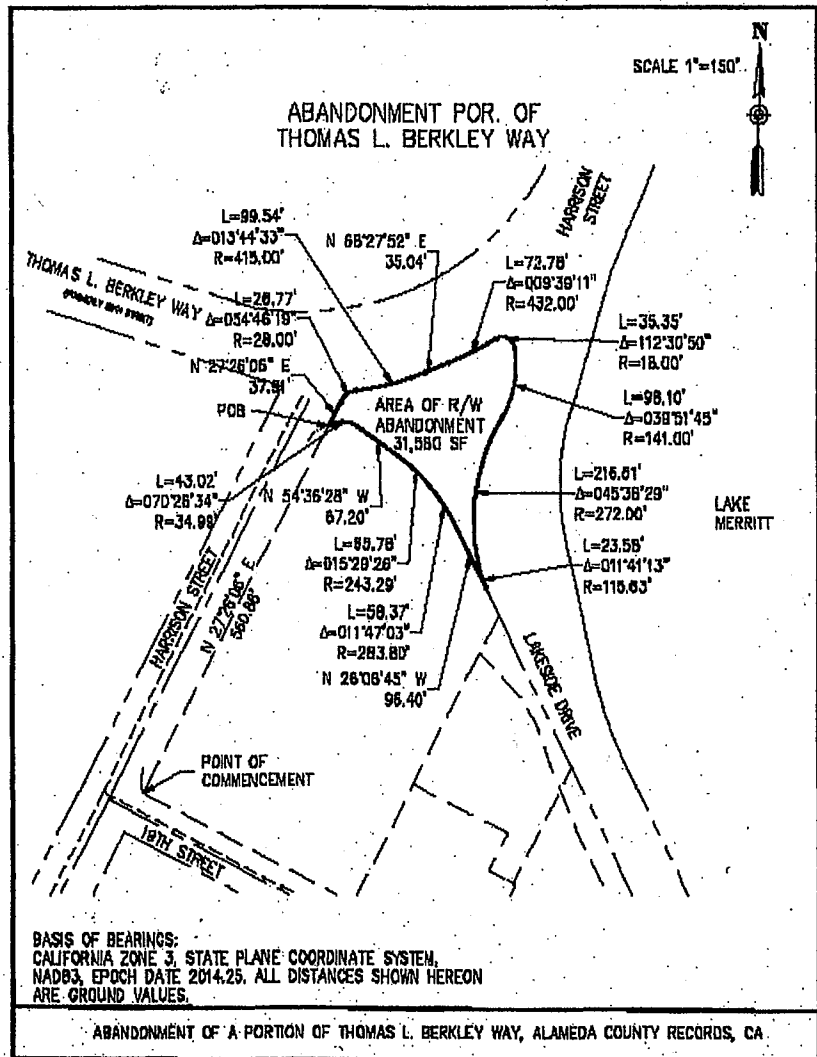 N
SCALE 1"=150'
ABANDONMENT POR. OF
THOMAS L. BERKLEY WAY
HARRISON
STREET
L=99.54'
Δ=013°44'33"
R=415.00'
N 68°27'52" E
35.04'
L=72.78'
Δ=009°39'11"
R=432.00'
THOMAS L. BERKLEY WAY
L=26.77'
Δ=054°46'19"
R=28.00'
L=35.35'
Δ=112°30'50"
R=18.00'
N 27°26'06" E
37.91'
POB
AREA OF R/W
ABANDONMENT
31,580 SF
L=98.10'
Δ=039°51'45"
R=141.00'
L=43.02'
Δ=070°28'34"
R=34.98'
N 54°36'28" W
67.20'
L=216.61'
Δ=045°38'29"
R=272.00'
LAKE
MERRITT
L=65.78'
Δ=015°29'26"
R=243.29'
L=23.58'
Δ=011°41'13"
R=115.63'
HARRISON STREET
N 27°26'06" E
560.86'
L=58.37'
Δ=011°47'03"
R=283.80'
N 26°06'45" W
96.40'
LAKESIDE DRIVE
POINT OF
COMMENCEMENT
19TH STREET
BASIS OF BEARINGS:
CALIFORNIA ZONE 3, STATE PLANE COORDINATE SYSTEM,
NAD83, EPOCH DATE 2014.25. ALL DISTANCES SHOWN HEREON
ARE GROUND VALUES.
ABANDONMENT OF A PORTION OF THOMAS L. BERKLEY WAY, ALAMEDA COUNTY RECORDS, CA